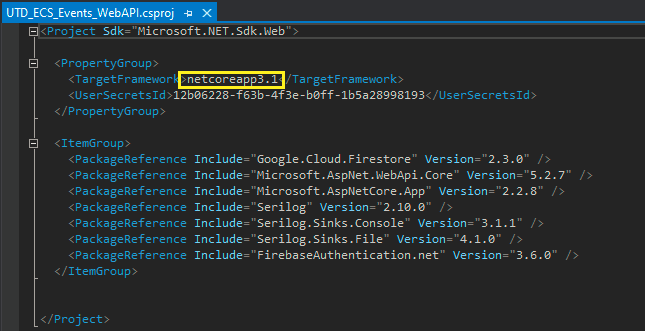 UTD_ECS_Events_WebAPI.csproj
<Project Sdk="Microsoft.NET.Sdk.Web">
<PropertyGroup>
<TargetFramework>netcoreapp3.1</TargetFramework>
<UserSecretsId>12b06228-f63b-4f3e-b0ff-1b5a28998193</UserSecretsId>
</PropertyGroup>
<ItemGroup>
<PackageReference Include="Google.Cloud.Firestore" Version="2.3.0" />
<PackageReference Include="Microsoft.AspNet.WebApi.Core" Version="5.2.7" />
<PackageReference Include="Microsoft.AspNetCore.App" Version="2.2.8" />
<PackageReference Include="Serilog" Version="2.10.0" />
<PackageReference Include="Serilog.Sinks.Console" Version="3.1.1" />
<PackageReference Include="Serilog.Sinks.File" Version="4.1.0" />
<PackageReference Include="FirebaseAuthentication.net" Version="3.6.0" />
</ItemGroup>
</Project>